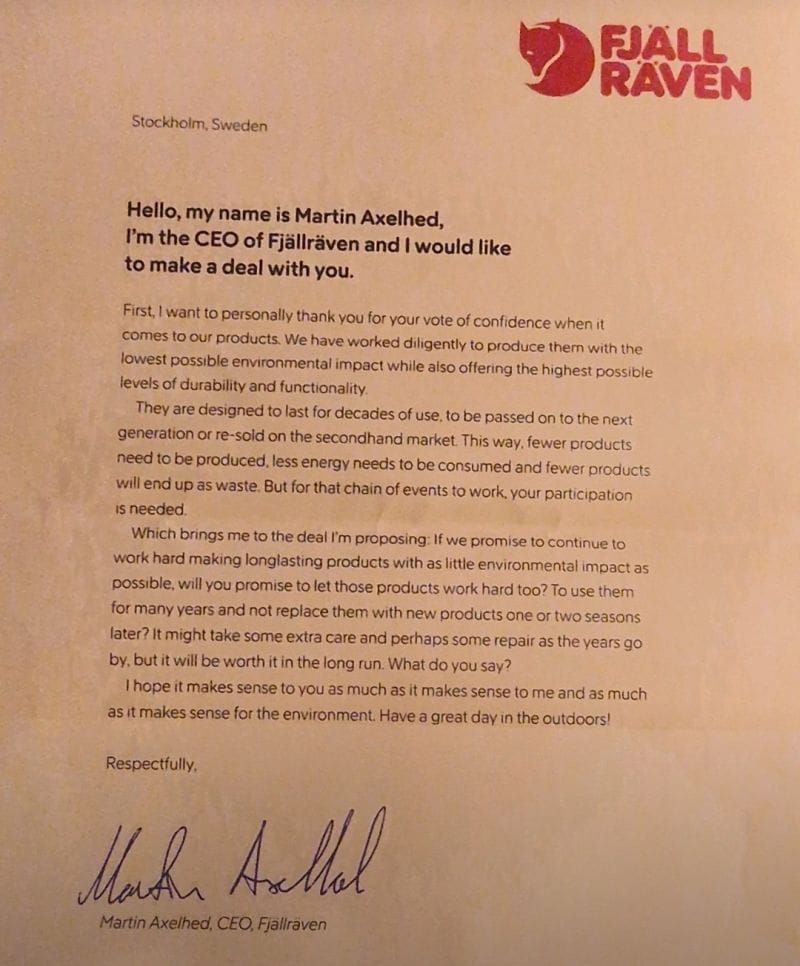 FJÄLL
RÄVEN
Stockholm, Sweden
Hello, my name is Martin Axelhed,
I'm the CEO of Fjällräven and I would like
to make a deal with you.
First, I want to personally thank you for your vote of confidence when it
comes to our products. We have worked diligently to produce them with the
lowest possible environmental impact while also offering the highest possible
levels of durability and functionality.
They are designed to last for decades of use, to be passed on to the next
generation or re-sold on the secondhand market. This way, fewer products
need to be produced, less energy needs to be consumed and fewer products
will end up as waste. But for that chain of events to work, your participation
is needed.
Which brings me to the deal I'm proposing: If we promise to continue to
work hard making longlasting products with as little environmental impact as
possible, will you promise to let those products work hard too? To use them
for many years and not replace them with new products one or two seasons
later? It might take some extra care and perhaps some repair as the years go
by, but it will be worth it in the long run. What do you say?
I hope it makes sense to you as much as it makes sense to me and as much
as it makes sense for the environment. Have a great day in the outdoors!
Respectfully,
Martin Axelhed
Martin Axelhed, CEO, Fjällräven